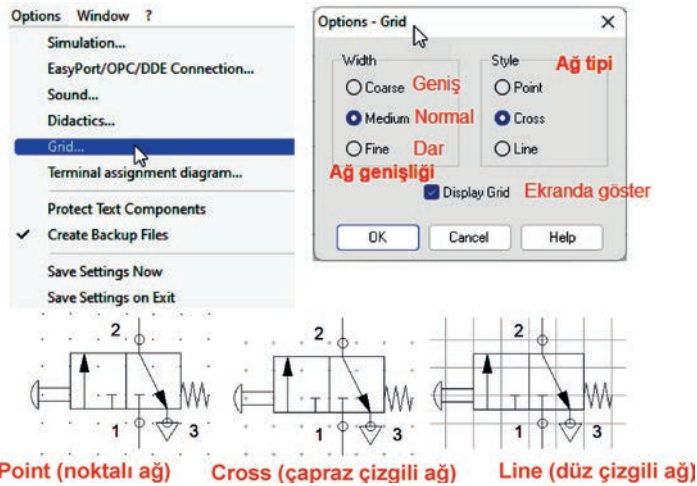 Options Window ?
Simulation...
EasyPort/OPC/DDE Connection...
Sound...
Didactics...
Grid...
Terminal assignment diagram...
Protect Text Components
Create Backup Files
Save Settings Now
Save Settings on Exit
Options - Grid
Width
Coarse Geniş
Medium Normal
Fine Dar
Ağ genişliği
Style Ağ tipi
Point
Cross
Line
Display Grid Ekranda göster
OK Cancel Help
2
1 3
2
1 3
2
1 3
Point (noktalı ağ) Cross (çapraz çizgili ağ) Line (düz çizgili ağ)